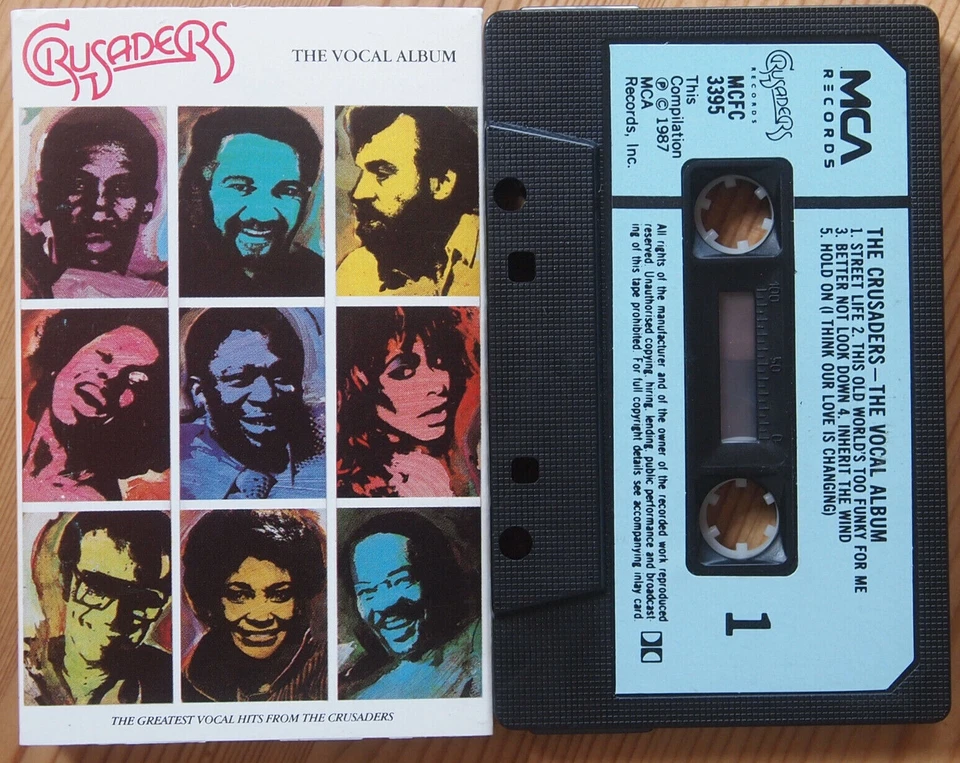 CRUSADERS
THE VOCAL ALBUM
THE GREATEST VOCAL HITS FROM THE CRUSADERS
MCA
RECORDS
CRUSADERS
RECORDS
MCFC
3395
This
Compilation
Ⓟ © 1987
MCA
Records, Inc.
THE CRUSADERS—THE VOCAL ALBUM
1. STREET LIFE 2. THIS OLD WORLD'S TOO FUNKY FOR ME
3. BETTER NOT LOOK DOWN 4. INHERIT THE WIND
5. HOLD ON (I THINK OUR LOVE IS CHANGING)
All rights of the manufacturer and of the owner of the recorded work reproduced
reserved. Unauthorised copying, hiring, lending, public performance and broadcast-
ing of this tape prohibited. For full copyright details see accompanying inlay card.
1
100
50
0